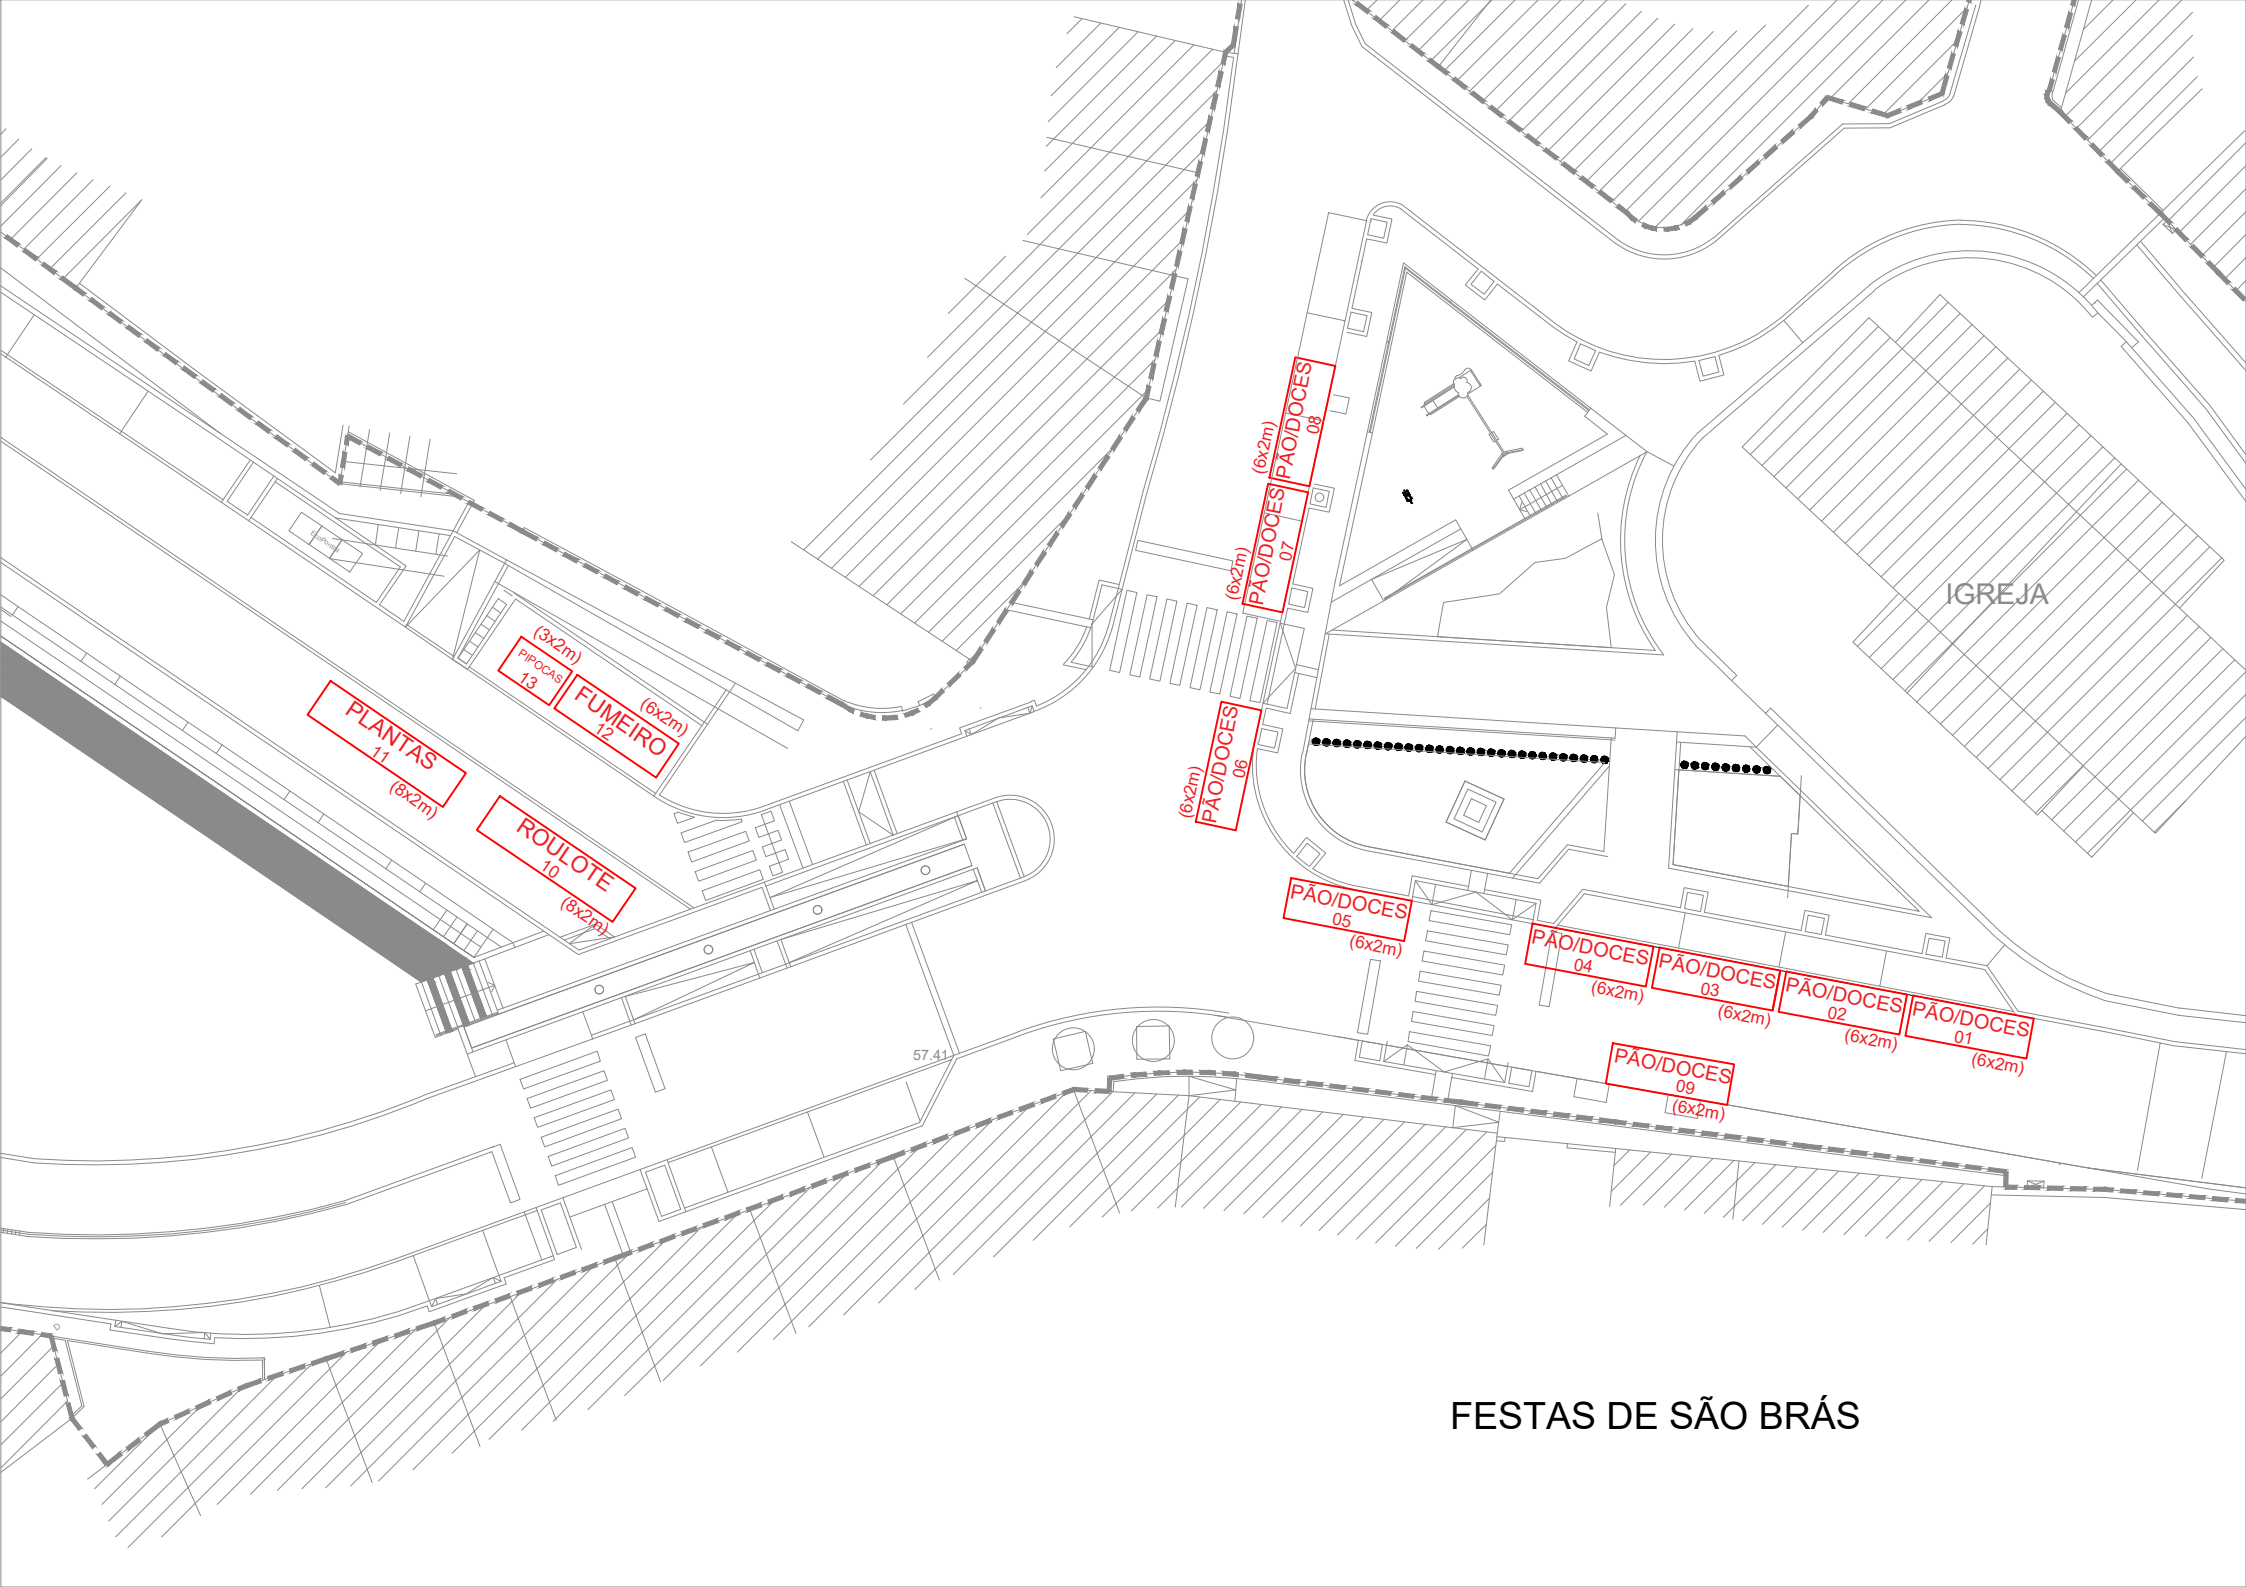 PÃO/DOCES
08
(6x2m)
PÃO/DOCES
07
(6x2m)
IGREJA
(3x2m)
PIPOCAS
13
FUMEIRO
12
(6x2m)
PLANTAS
11
(8x2m)
ROULOTE
10
(8x2m)
PÃO/DOCES
06
(6x2m)
PÃO/DOCES
05
(6x2m)
PÃO/DOCES
04
(6x2m)
PÃO/DOCES
03
(6x2m)
PÃO/DOCES
02
(6x2m)
PÃO/DOCES
01
(6x2m)
57.41
PÃO/DOCES
09
(6x2m)
FESTAS DE SÃO BRÁS